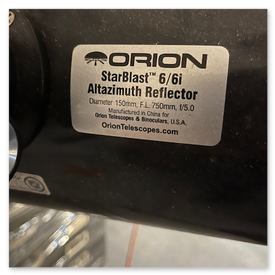 ORION
StarBlast™ 6/6i
Altazimuth Reflector
Diameter 150mm, F.L. 750mm, f/5.0
Manufactured in China for
Orion Telescopes & Binoculars, U.S.A.
OrionTelescopes.com